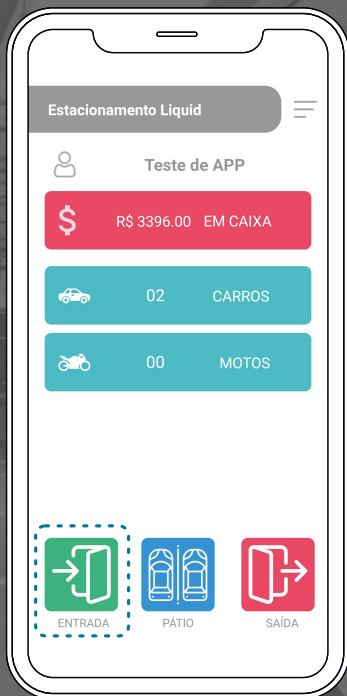 Estacionamento Liquid
Teste de APP
$ R$ 3396.00 EM CAIXA
02 CARROS
00 MOTOS
ENTRADA PÁTIO SAÍDA